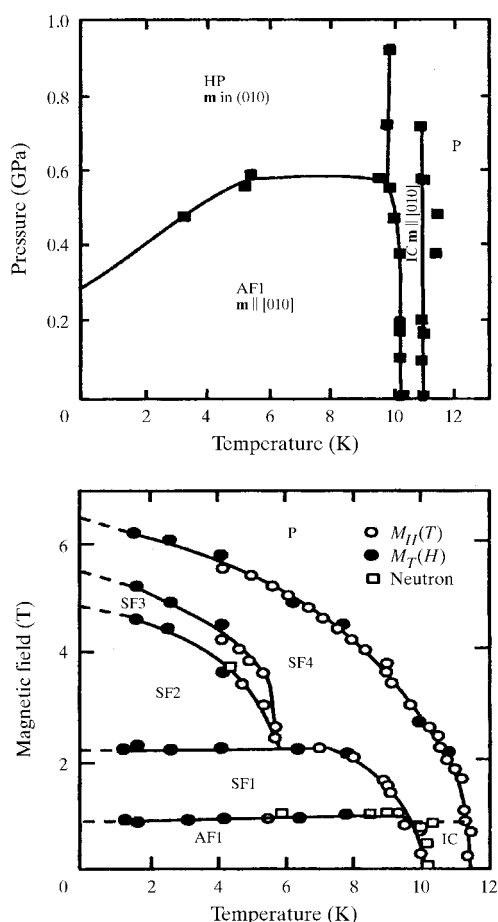 1.0
0.8
0.6
0.4
0.2
0
2
4
6
8
10
12
Pressure (GPa)
Temperature (K)
HP
m in (010)
AF1
m || [010]
IC m || [010]
P
6
4
2
0
2
4
6
8
10
12
Magnetic field (T)
Temperature (K)
P
M_H(T)
M_T(H)
Neutron
SF3
SF4
SF2
SF1
AF1
IC